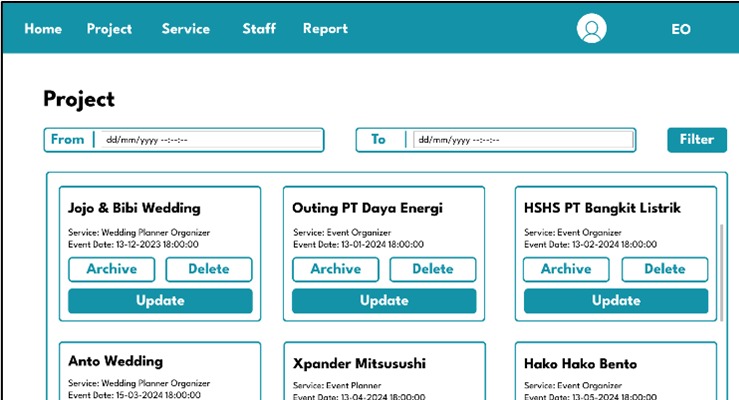 Home Project Service Staff Report EO
Project
From dd/mm/yyyy --:--:-- To dd/mm/yyyy --:--:-- Filter
Jojo & Bibi Wedding
Service: Wedding Planner Organizer
Event Date: 13-12-2023 18:00:00
Archive Delete
Update
Outing PT Daya Energi
Service: Event Organizer
Event Date: 13-01-2024 18:00:00
Archive Delete
Update
HSHS PT Bangkit Listrik
Service: Event Organizer
Event Date: 13-02-2024 18:00:00
Archive Delete
Update
Anto Wedding
Service: Wedding Planner Organizer
Event Date: 15-03-2024 18:00:00
Xpander Mitsusushi
Service: Event Planner
Event Date: 13-04-2024 18:00:00
Hako Hako Bento
Service: Event Organizer
Event Date: 13-05-2024 18:00:00